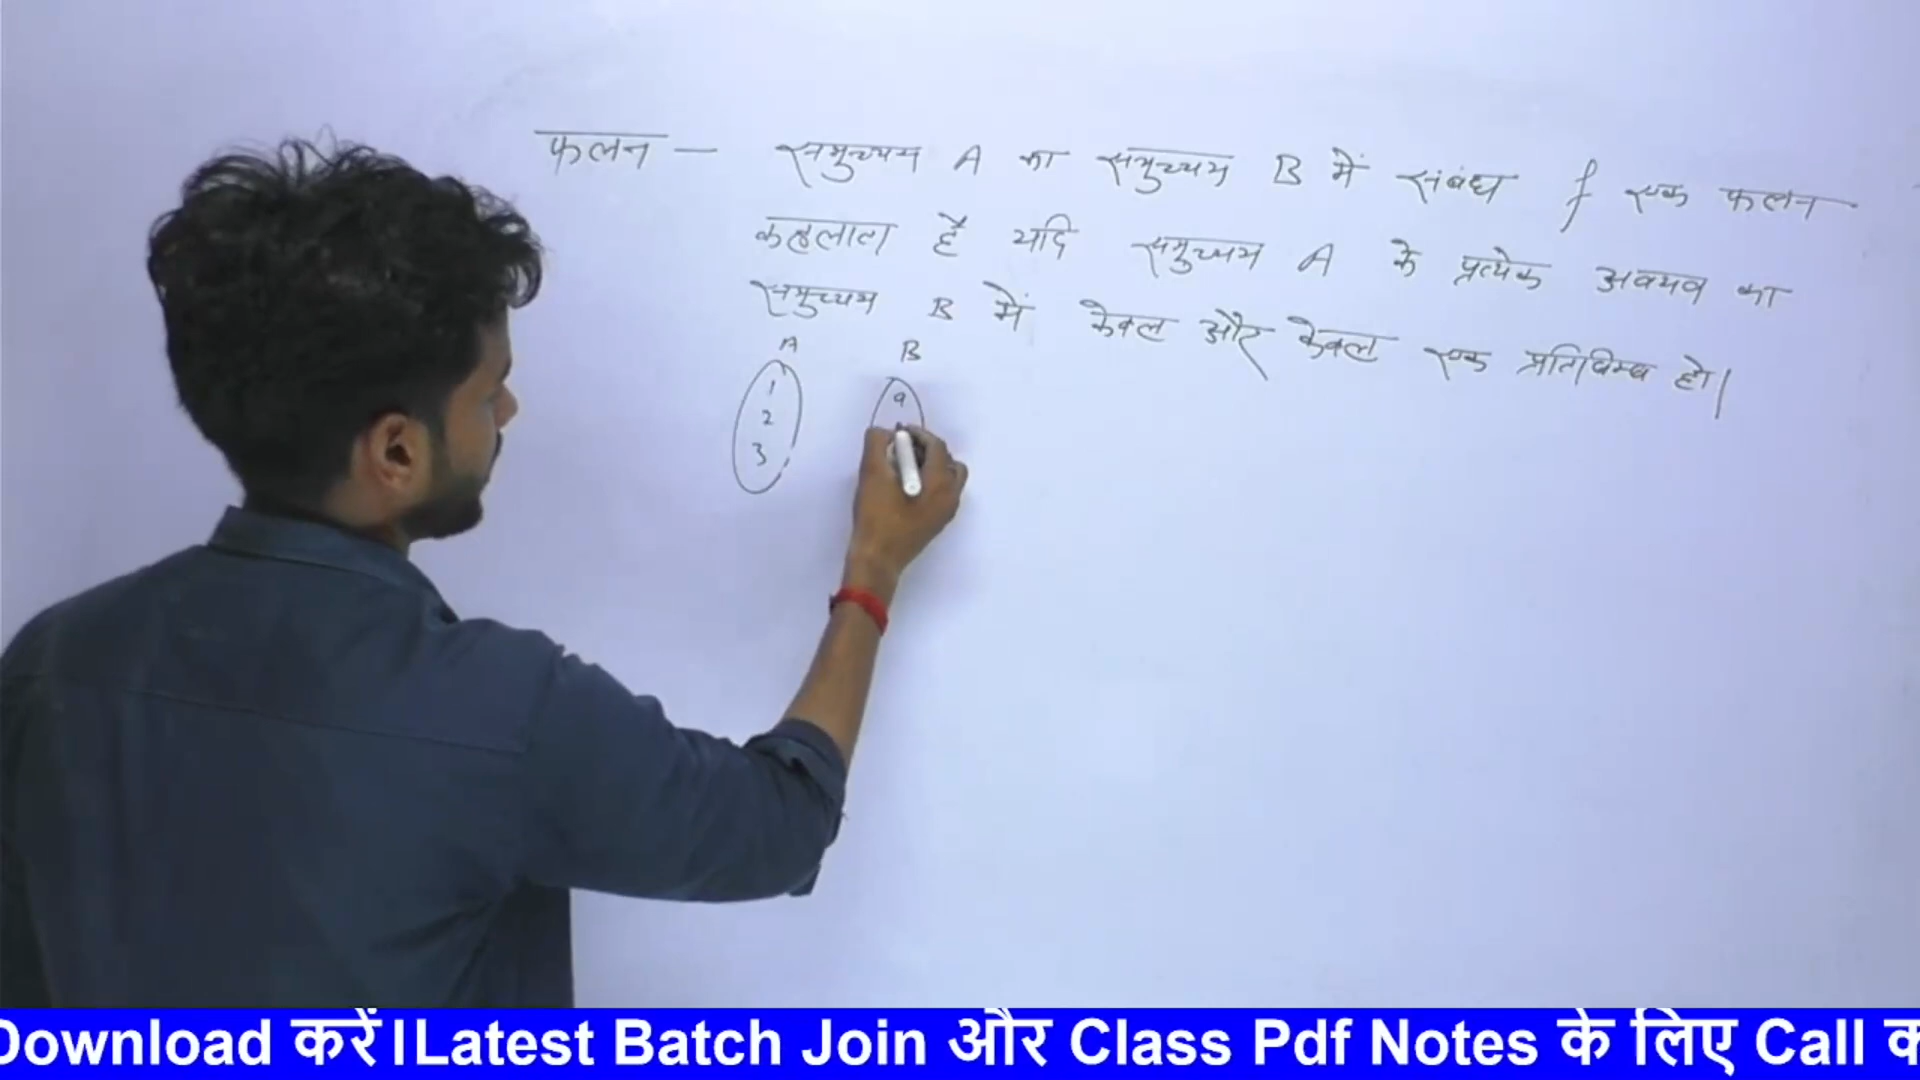 फलन – समुच्चय A का समुच्चय B में संबंध f एक फलन
कहलाता है यदि समुच्चय A के प्रत्येक अवयव का
समुच्चय B में केवल और केवल एक प्रतिबिम्ब हो।
A B
1 a
2
3
Download करें।Latest Batch Join और Class Pdf Notes के लिए Call क